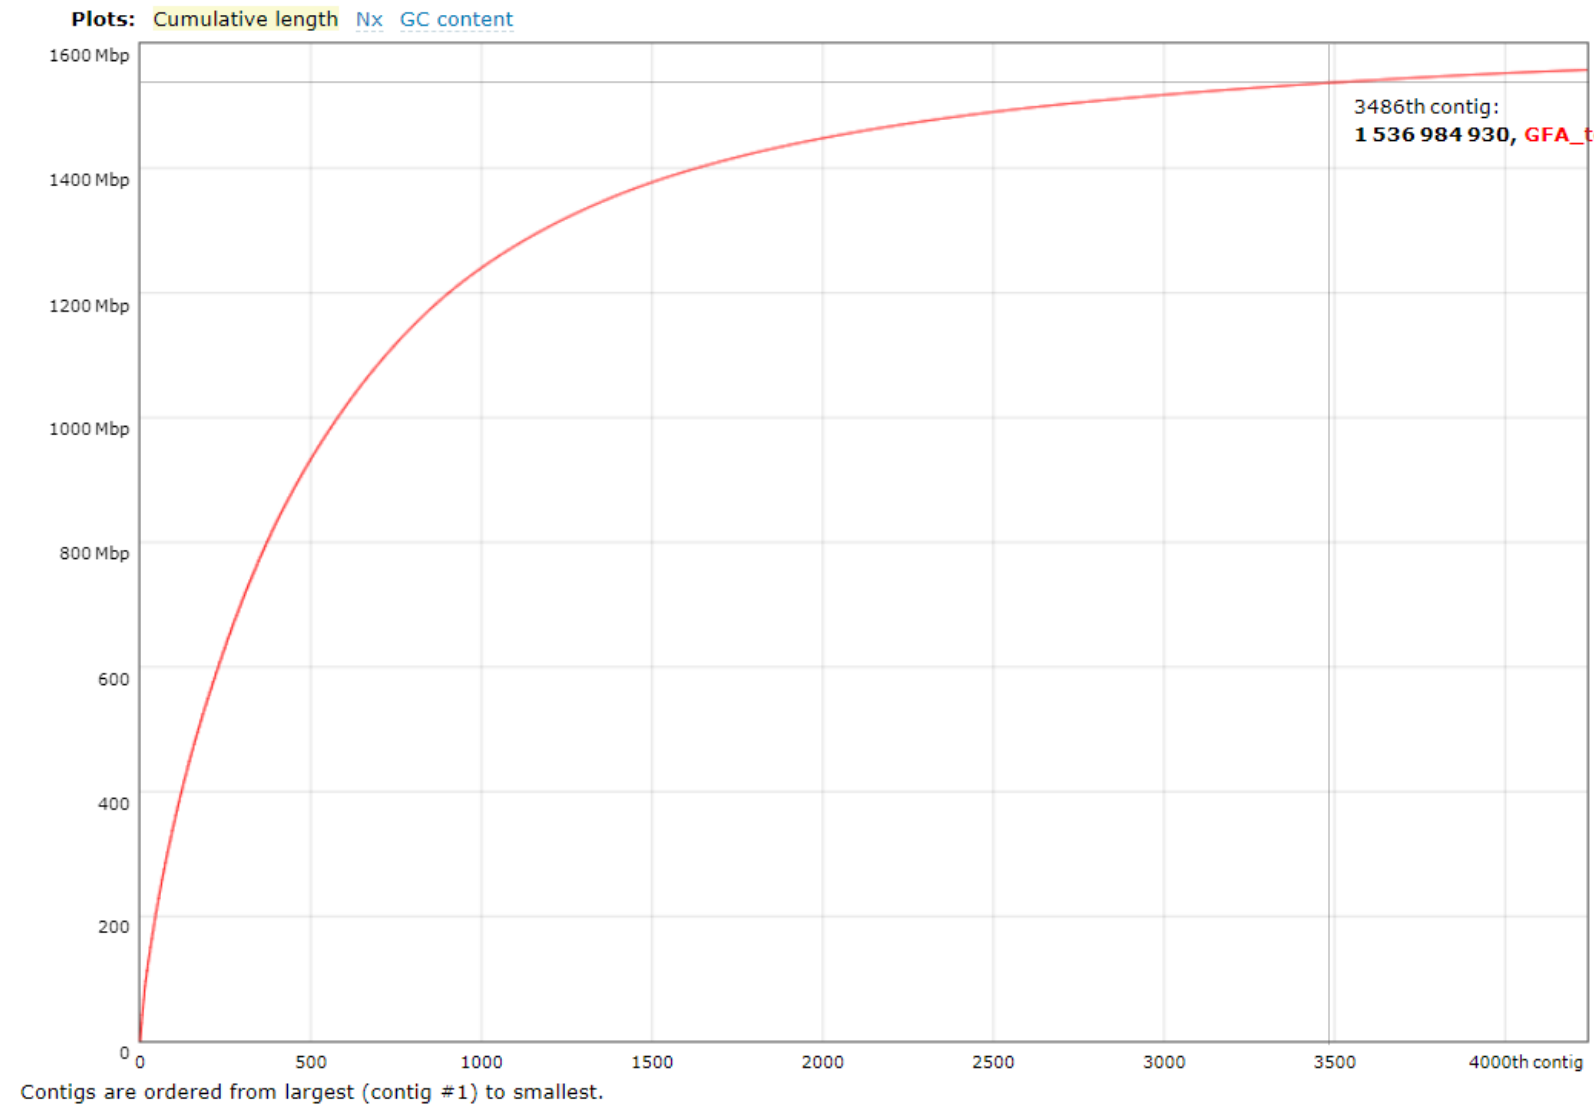 Plots: Cumulative length Nx GC content
1600 Mbp
3486th contig:
1 536 984 930, GFA_t
1400 Mbp
1200 Mbp
1000 Mbp
800 Mbp
600
400
200
0
0 500 1000 1500 2000 2500 3000 3500 4000th contig
Contigs are ordered from largest (contig #1) to smallest.